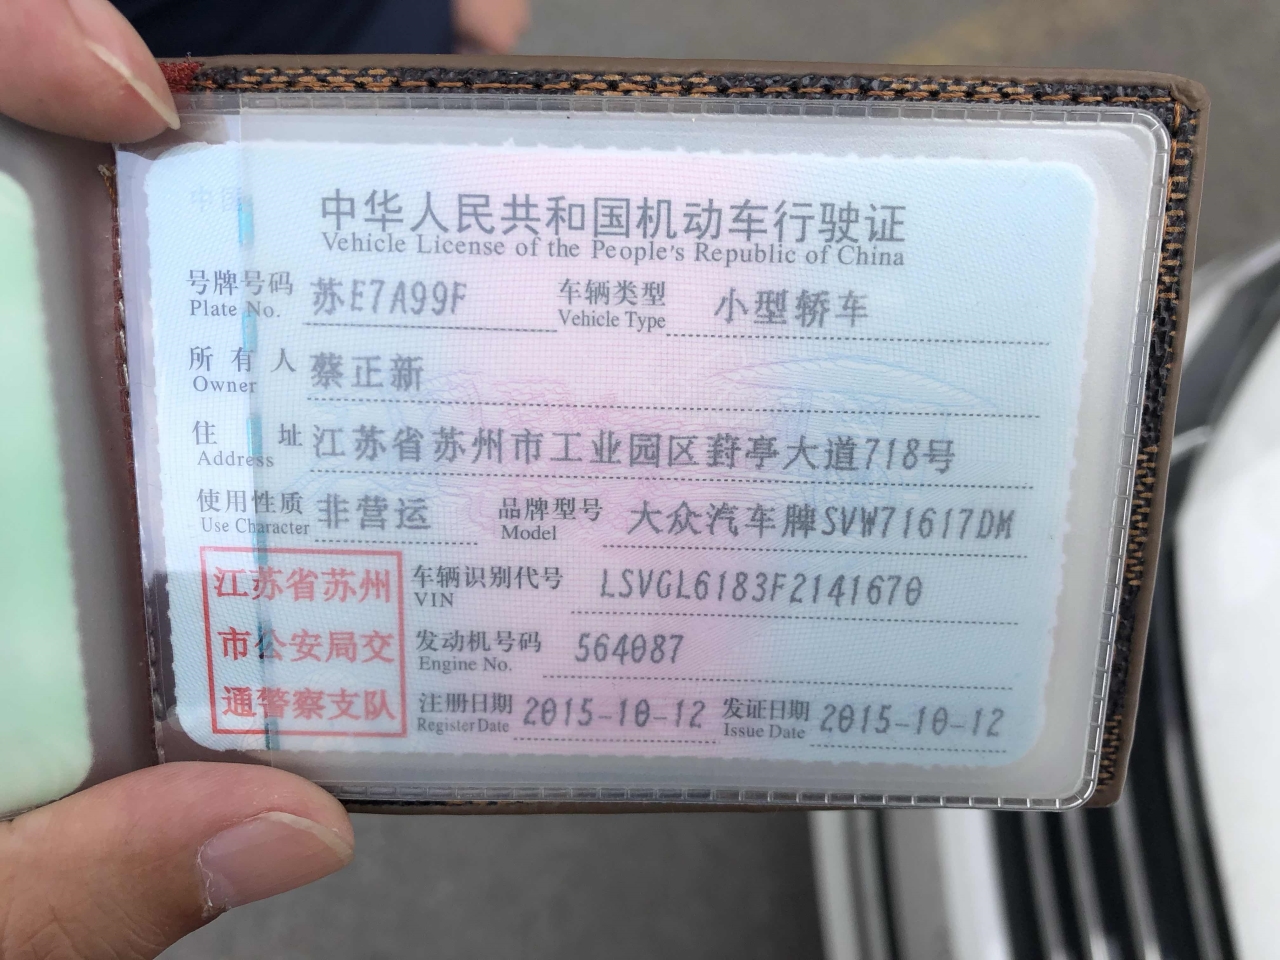 中华人民共和国机动车行驶证
Vehicle License of the People's Republic of China
号牌号码 苏E7A99F 车辆类型 小型轿车
Plate No. Vehicle Type
所有人 蔡正新
Owner
住址 江苏省苏州市工业园区葑亭大道718号
Address
使用性质 非营运 品牌型号 大众汽车牌SVW71617DM
Use Character Model
江苏省苏州
市公安局交
通警察支队
车辆识别代号 LSVGL6183F2141670
VIN
发动机号码 564087
Engine No.
注册日期 2015-10-12 发证日期 2015-10-12
Register Date Issue Date